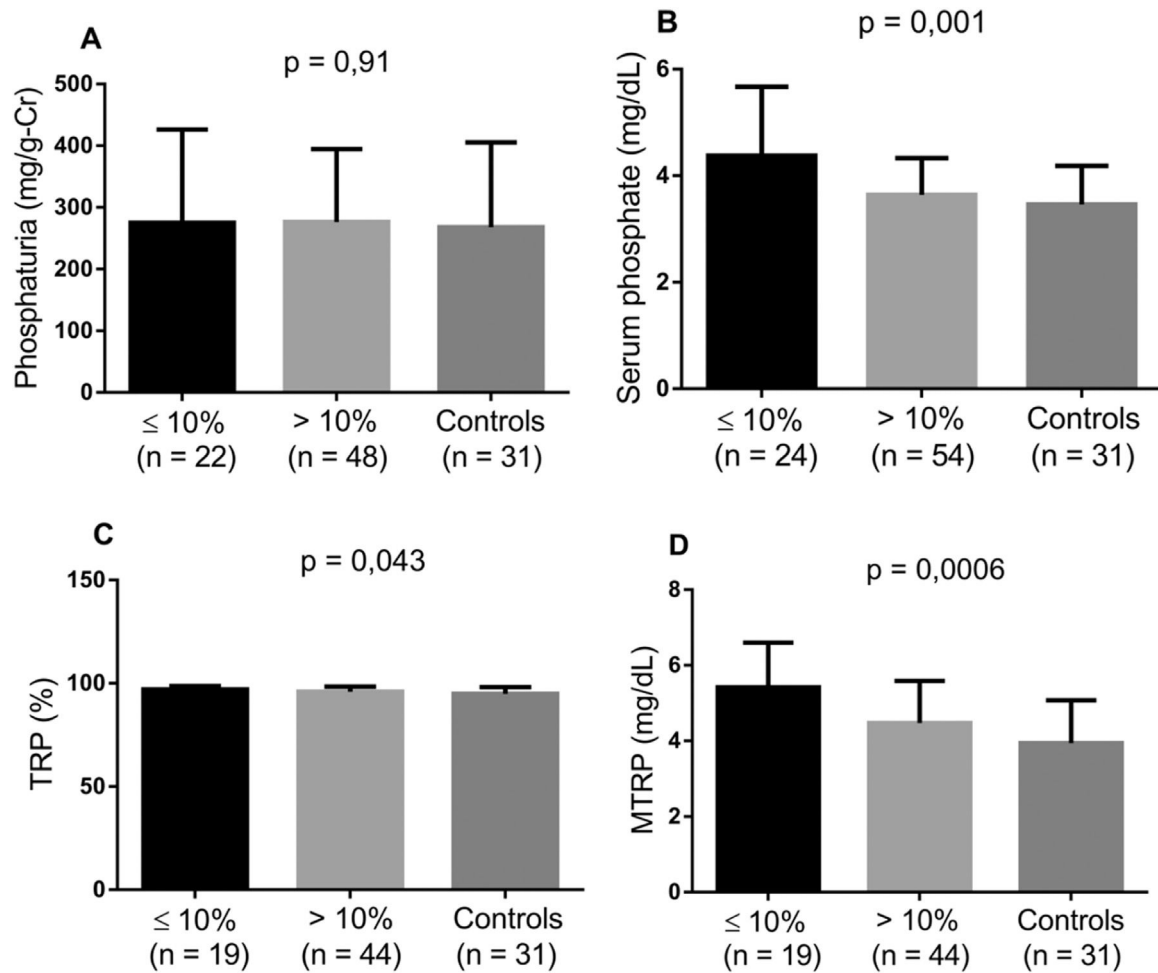 A
p = 0,91
Phosphaturia (mg/g-Cr)
500
400
300
200
100
0
≤ 10%
(n = 22)
> 10%
(n = 48)
Controls
(n = 31)
B
p = 0,001
Serum phosphate (mg/dL)
6
4
2
0
≤ 10%
(n = 24)
> 10%
(n = 54)
Controls
(n = 31)
C
p = 0,043
TRP (%)
150
100
50
0
≤ 10%
(n = 19)
> 10%
(n = 44)
Controls
(n = 31)
D
p = 0,0006
MTRP (mg/dL)
8
6
4
2
0
≤ 10%
(n = 19)
> 10%
(n = 44)
Controls
(n = 31)